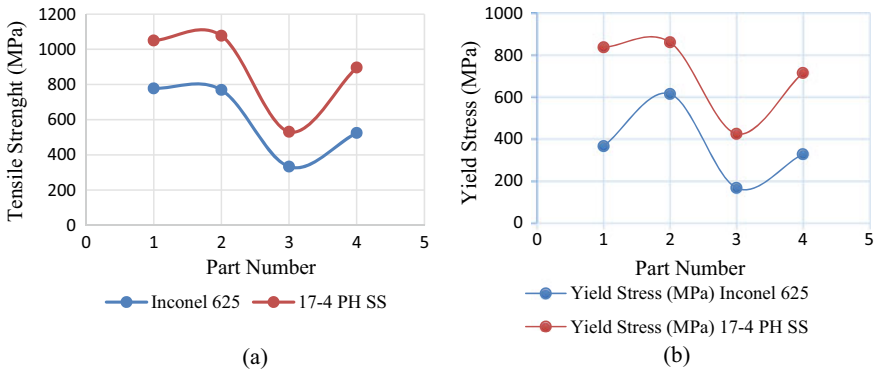 1200
1000
800
600
400
200
0
0 1 2 3 4 5
Tensile Strenght (MPa)
Part Number
Inconel 625 17-4 PH SS
(a)
1000
800
600
400
200
0
0 1 2 3 4 5
Yield Stress (MPa)
Part Number
Yield Stress (MPa) Inconel 625
Yield Stress (MPa) 17-4 PH SS
(b)